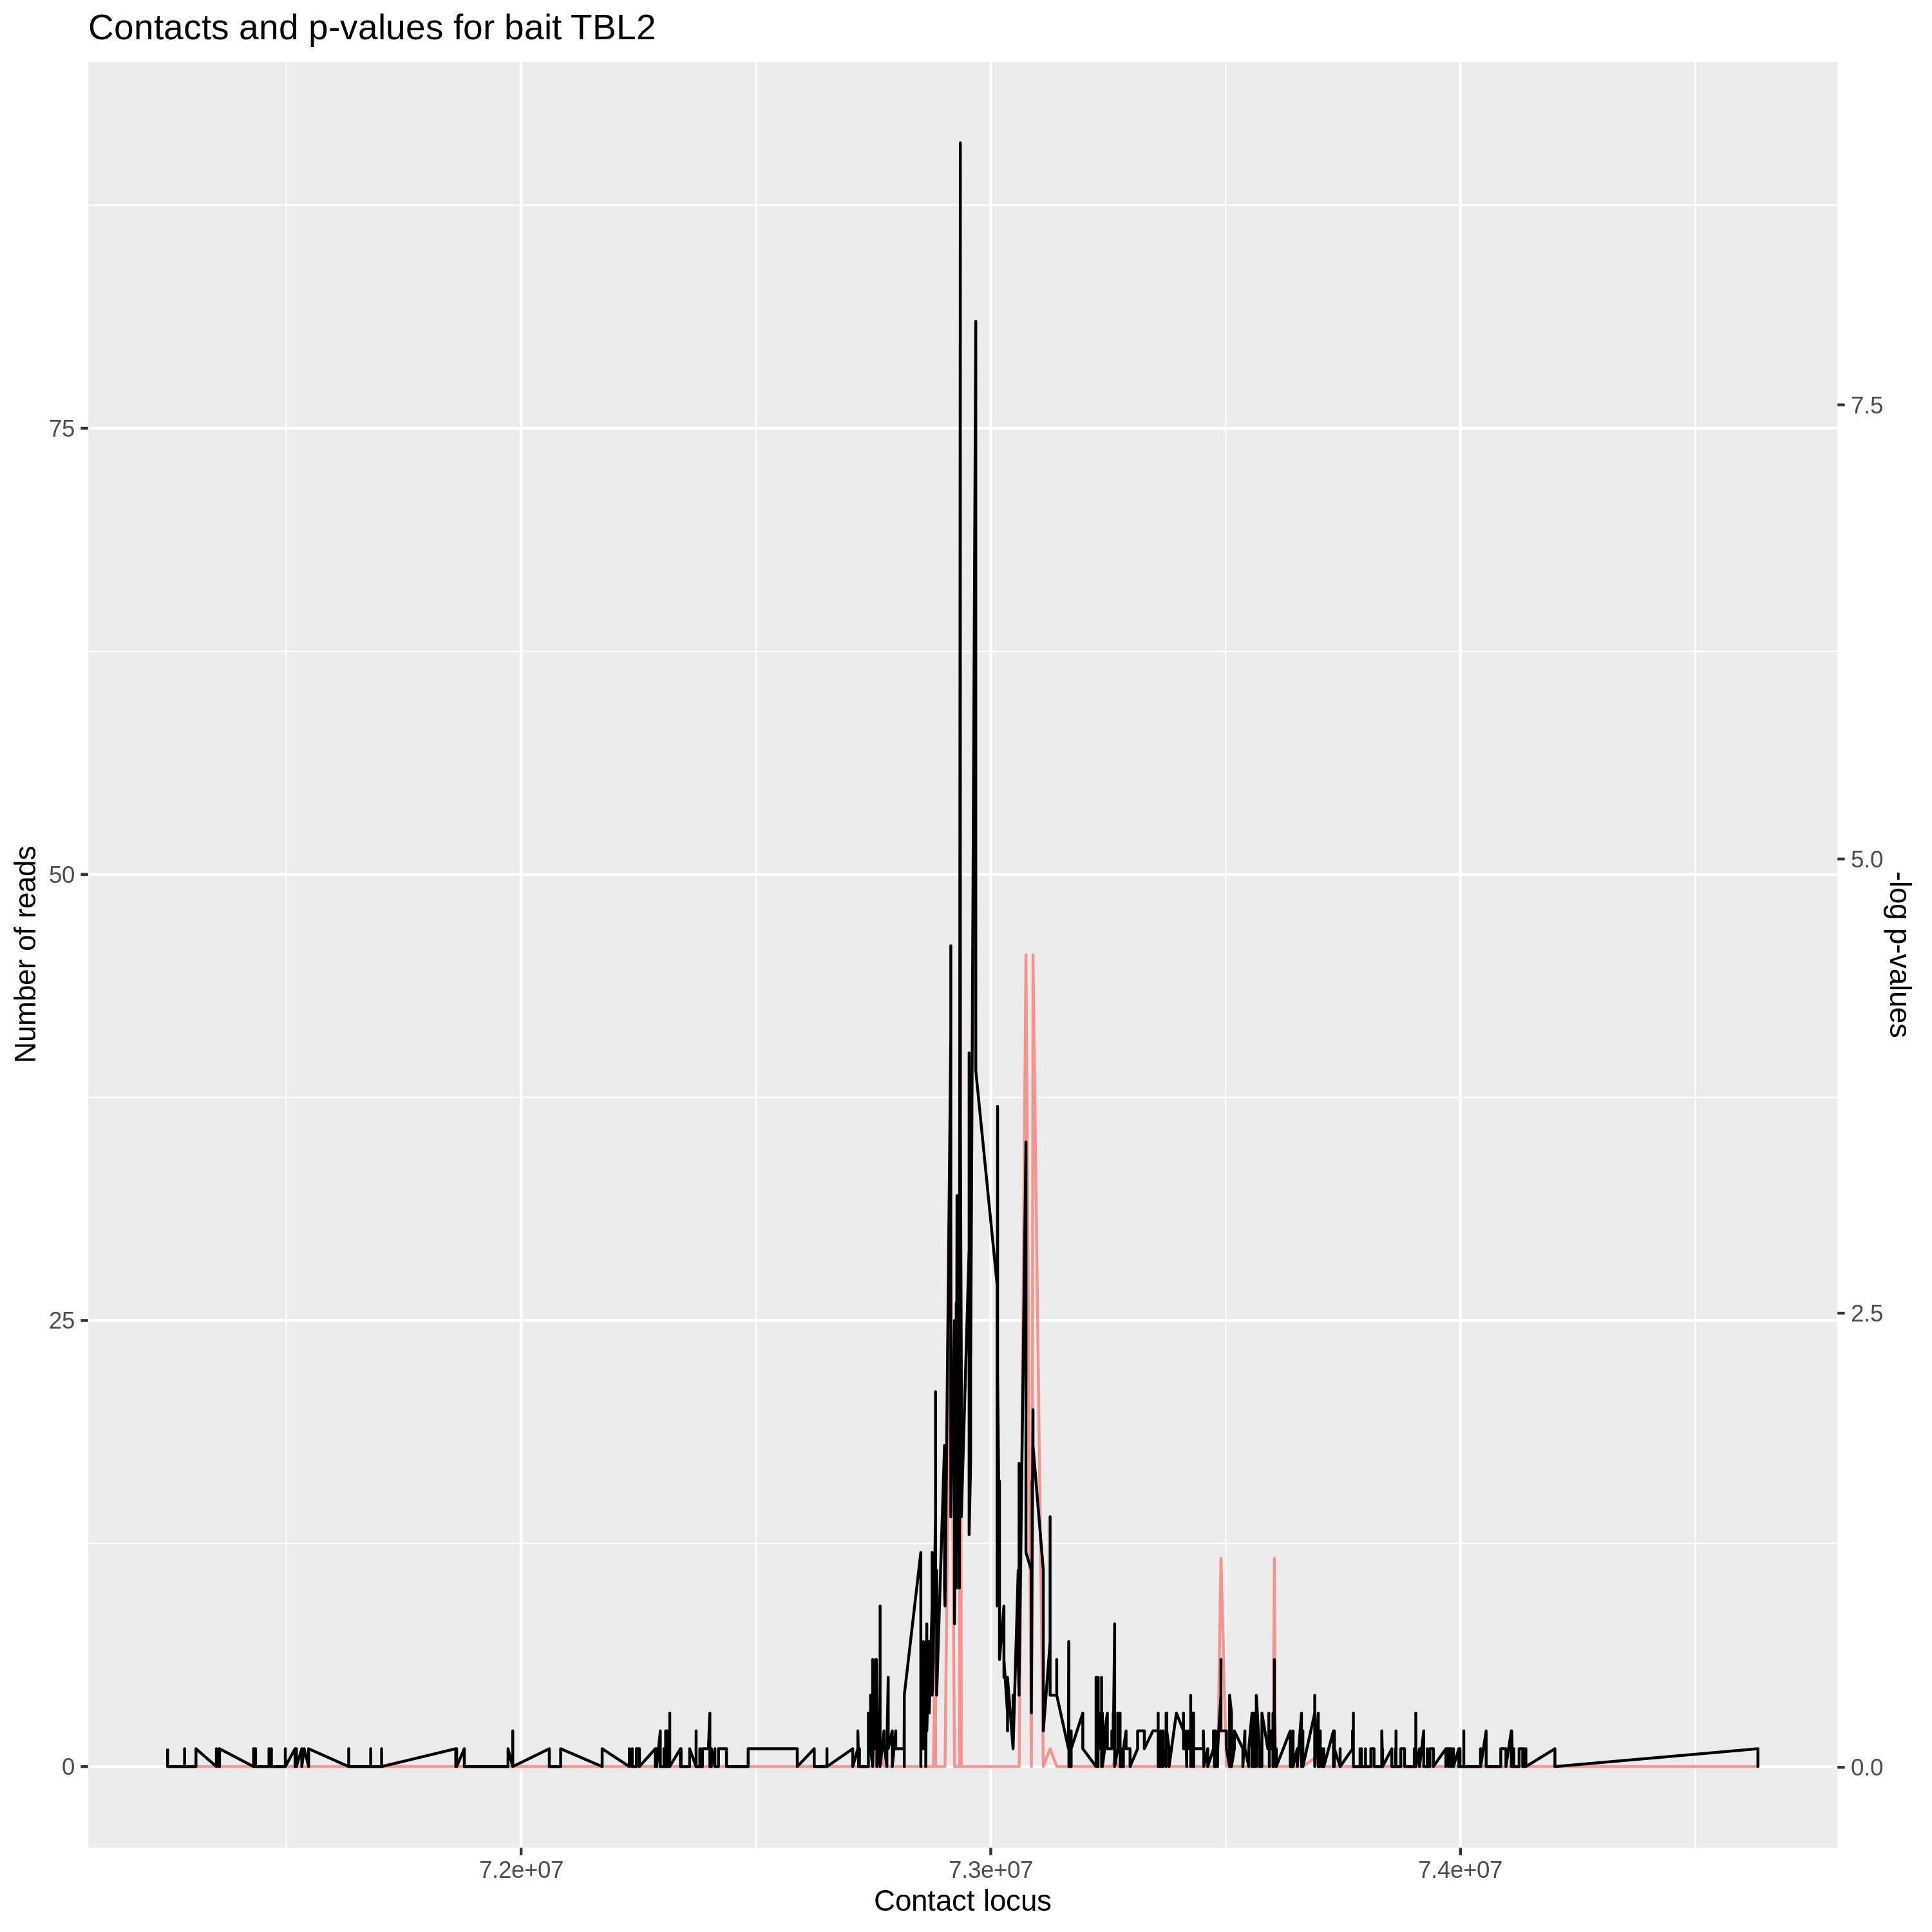 Contacts and p-values for bait TBL2
75
50
25
0
Number of reads
7.5
5.0
2.5
0.0
-log p-values
7.2e+07
7.3e+07
7.4e+07
Contact locus